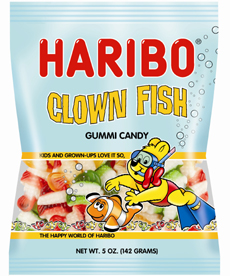 HARIBO
CLOWN FISH
GUMMI CANDY
KIDS AND GROWN-UPS LOVE IT SO,
THE HAPPY WORLD OF HARIBO
NET WT. 5 OZ. (142 GRAMS)